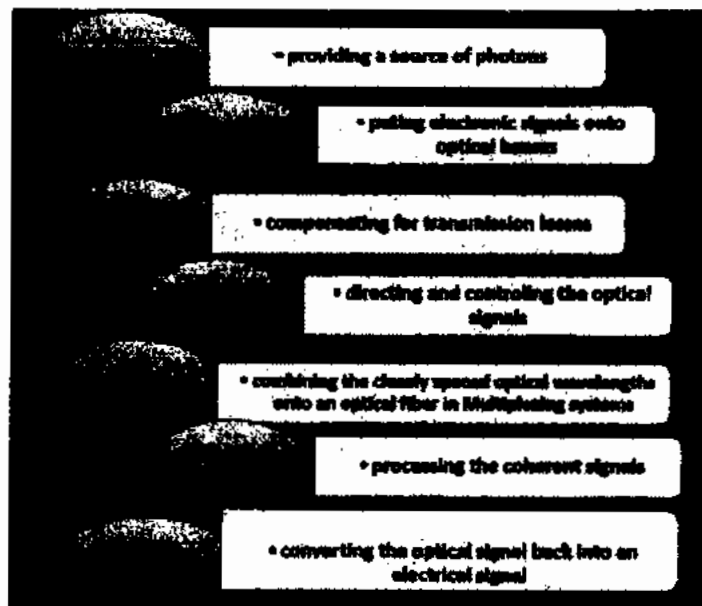 • providing a source of photons
• putting electronic signals onto
optical beams
• compensating for transmission losses
• directing and controling the optical
signals
• combining the closely spaced optical wavelengths
onto an optical fiber in Multiplexing systems
• processing the coherent signals
• converting the optical signal back into an
electrical signal